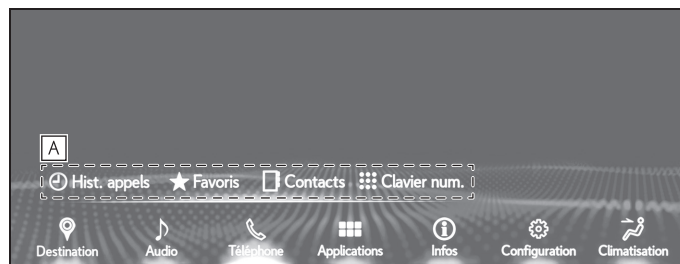 A
Hist. appels Favoris Contacts Clavier num.
Destination Audio Téléphone Applications Infos Configuration Climatisation